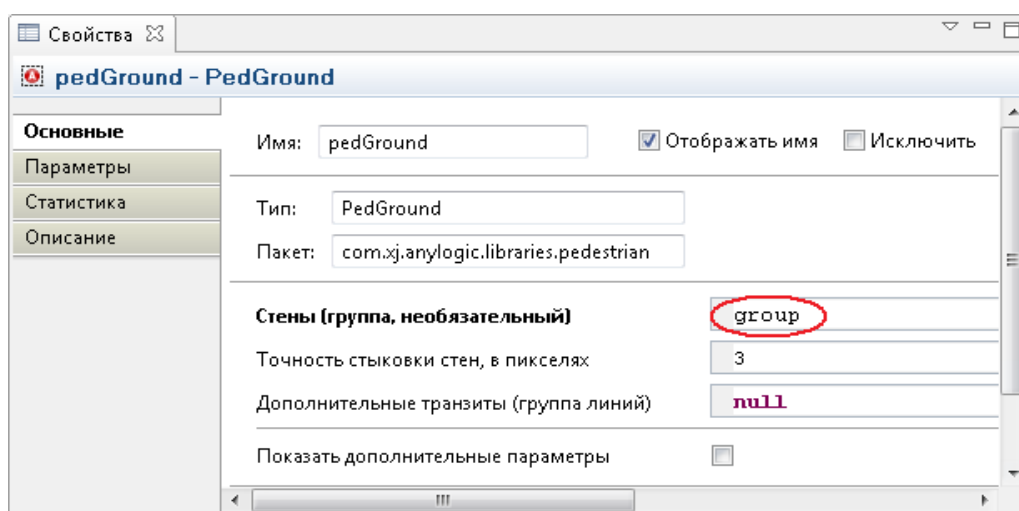 Свойства
pedGround - PedGround
Основные
Параметры
Статистика
Описание
Имя: pedGround Отображать имя Исключить
Тип: PedGround
Пакет: com.xj.anylogic.libraries.pedestrian
Стены (группа, необязательный) group
Точность стыковки стен, в пикселях 3
Дополнительные транзиты (группа линий) null
Показать дополнительные параметры